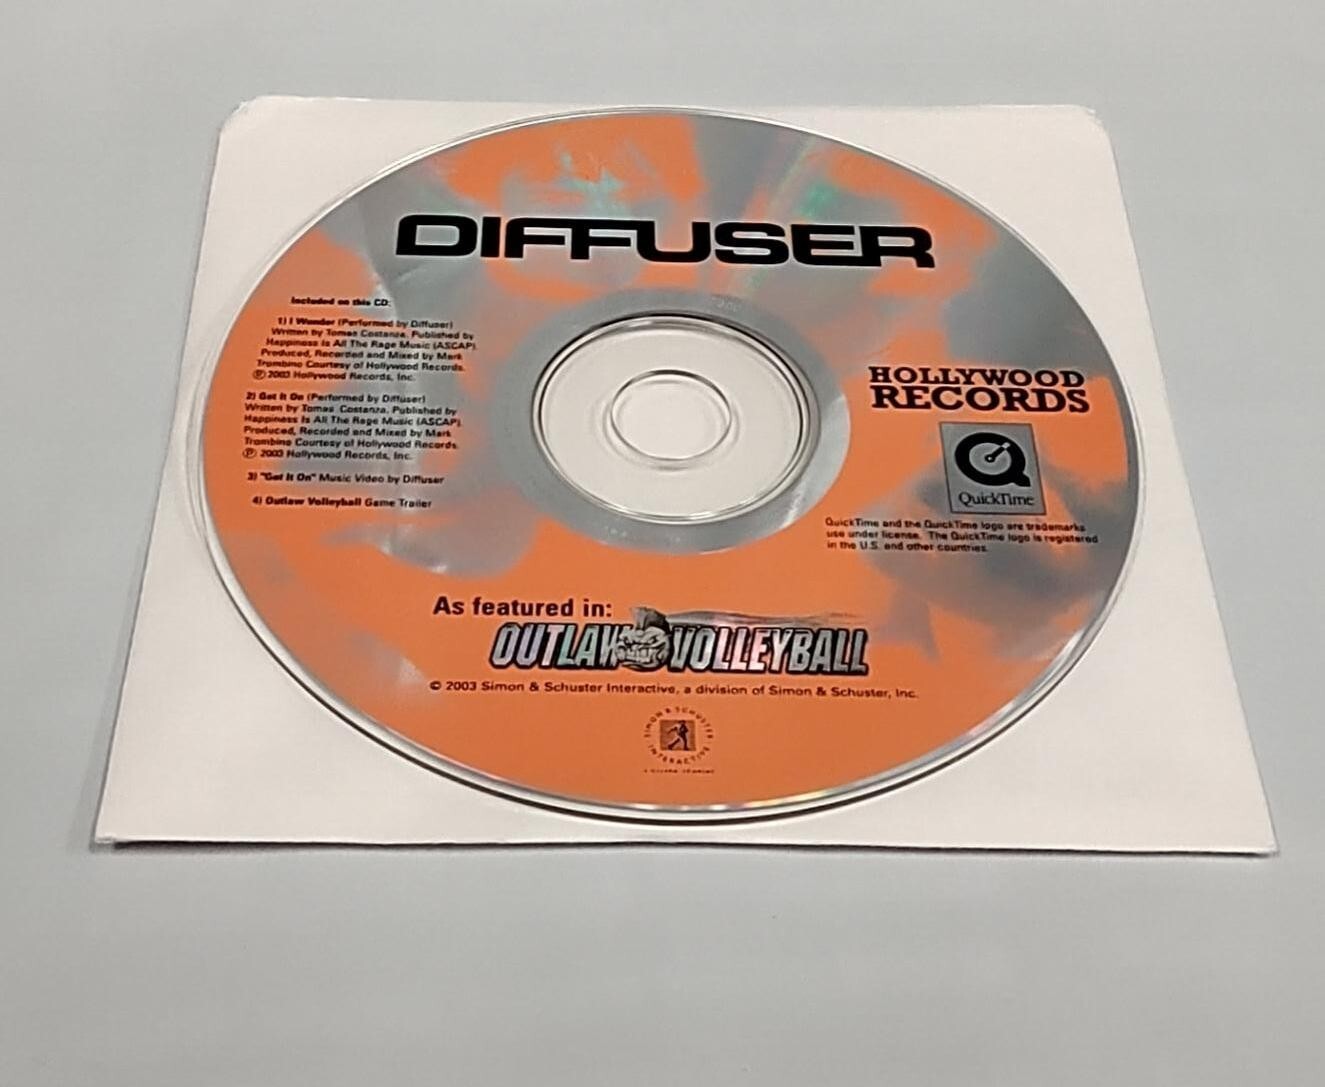 DIFFUSER
Included on this CD:
1) I Wonder (Performed by Diffuser)
Written by Tomas Costanza. Published by
Happiness Is All The Rage Music (ASCAP).
Produced, Recorded and Mixed by Mark
Trombino Courtesy of Hollywood Records.
℗ 2003 Hollywood Records, Inc.
2) Get It On (Performed by Diffuser)
Written by Tomas Costanza. Published by
Happiness Is All The Rage Music (ASCAP).
Produced, Recorded and Mixed by Mark
Trombino Courtesy of Hollywood Records.
℗ 2003 Hollywood Records, Inc.
3) "Get It On" Music Video by Diffuser
4) Outlaw Volleyball Game Trailer
HOLLYWOOD
RECORDS
QuickTime
QuickTime and the QuickTime logo are trademarks
use under license. The QuickTime logo is registered
in the U.S. and other countries.
As featured in:
OUTLAW VOLLEYBALL
© 2003 Simon & Schuster Interactive, a division of Simon & Schuster, Inc.
SIMON & SCHUSTER
INTERACTIVE